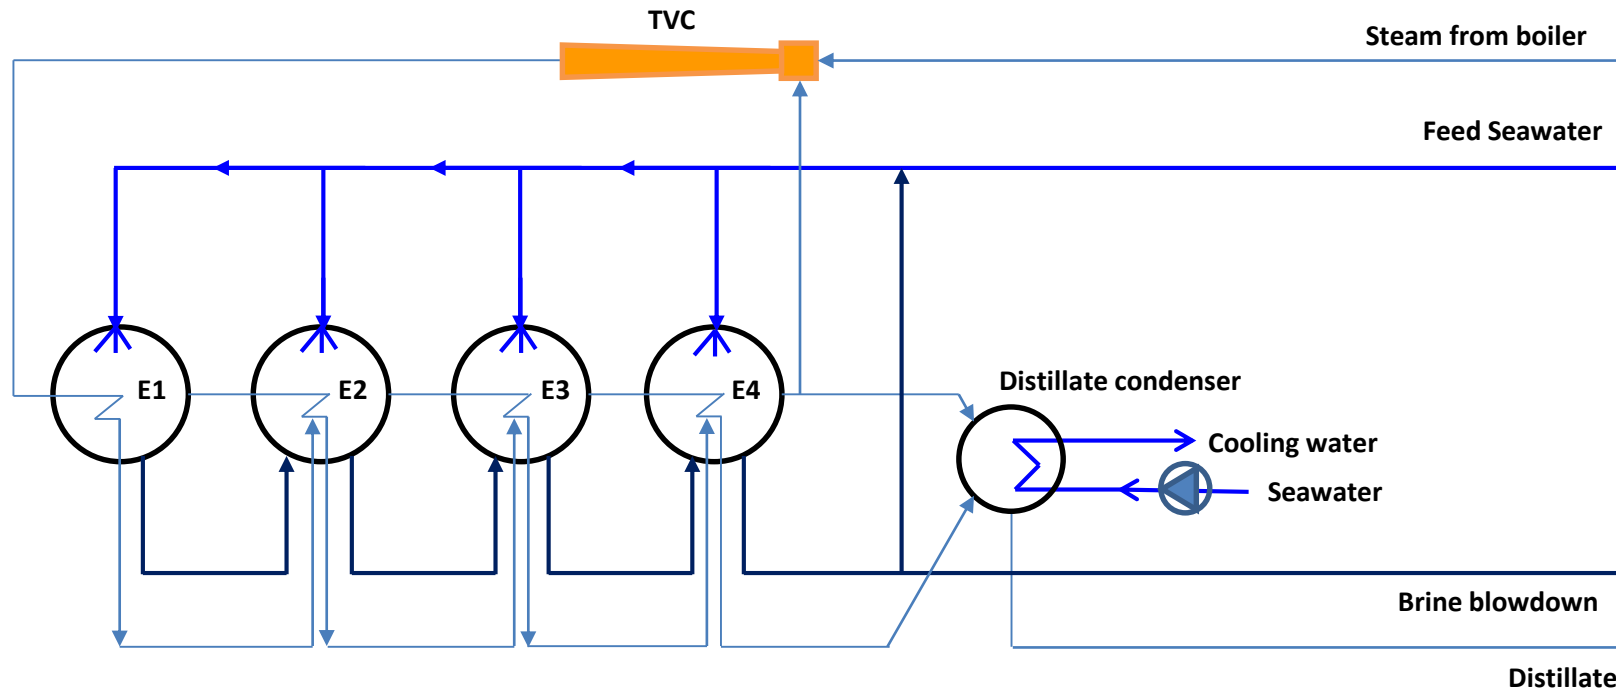 TVC
Steam from boiler
Feed Seawater
E1
E2
E3
E4
Distillate condenser
Cooling water
Seawater
Brine blowdown
Distillate